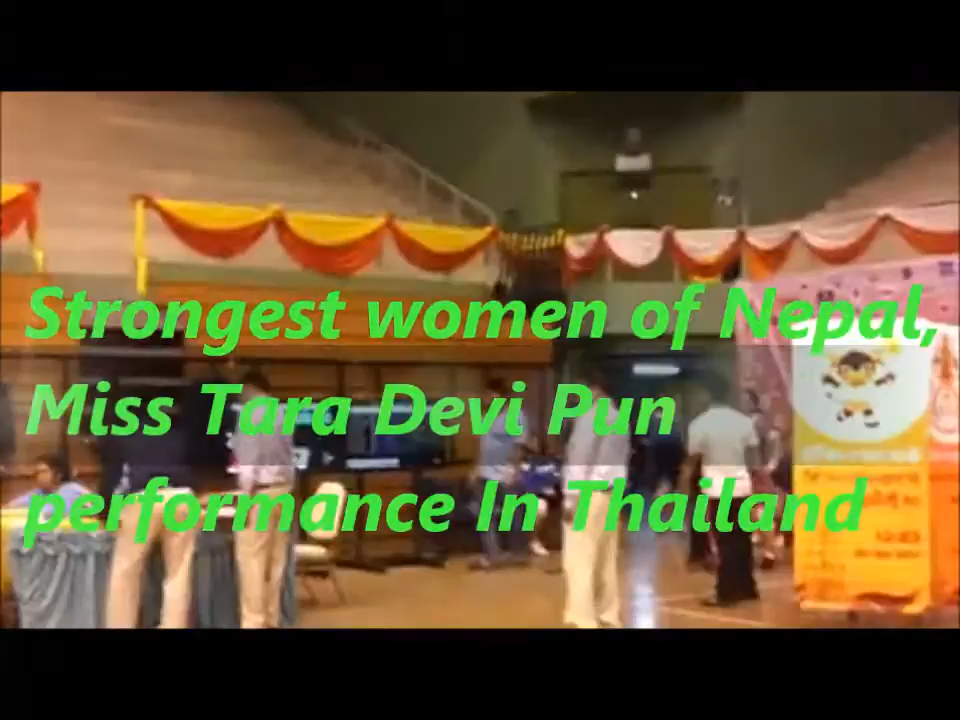 Strongest women of Nepal,
Miss Tara Devi Pun
performance In Thailand